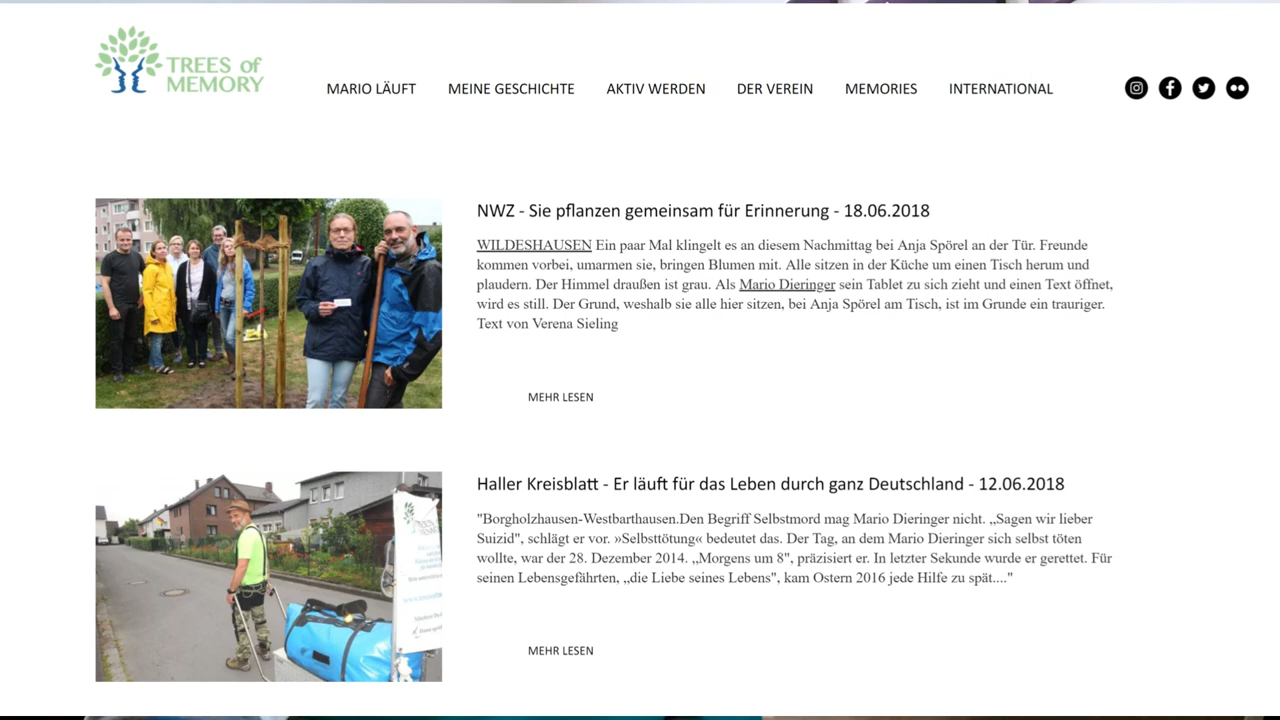 TREES of
MEMORY
MARIO LÄUFT MEINE GESCHICHTE AKTIV WERDEN DER VEREIN MEMORIES INTERNATIONAL
NWZ - Sie pflanzen gemeinsam für Erinnerung - 18.06.2018
WILDESHAUSEN Ein paar Mal klingelt es an diesem Nachmittag bei Anja Spörel an der Tür. Freunde
kommen vorbei, umarmen sie, bringen Blumen mit. Alle sitzen in der Küche um einen Tisch herum und
plaudern. Der Himmel draußen ist grau. Als Mario Dieringer sein Tablet zu sich zieht und einen Text öffnet,
wird es still. Der Grund, weshalb sie alle hier sitzen, bei Anja Spörel am Tisch, ist im Grunde ein trauriger.
Text von Verena Sieling
MEHR LESEN
Haller Kreisblatt - Er läuft für das Leben durch ganz Deutschland - 12.06.2018
"Borgholzhausen-Westbarthausen.Den Begriff Selbstmord mag Mario Dieringer nicht. „Sagen wir lieber
Suizid", schlägt er vor. »Selbsttötung« bedeutet das. Der Tag, an dem Mario Dieringer sich selbst töten
wollte, war der 28. Dezember 2014. „Morgens um 8", präzisiert er. In letzter Sekunde wurde er gerettet. Für
seinen Lebensgefährten, „die Liebe seines Lebens", kam Ostern 2016 jede Hilfe zu spät...."
MEHR LESEN